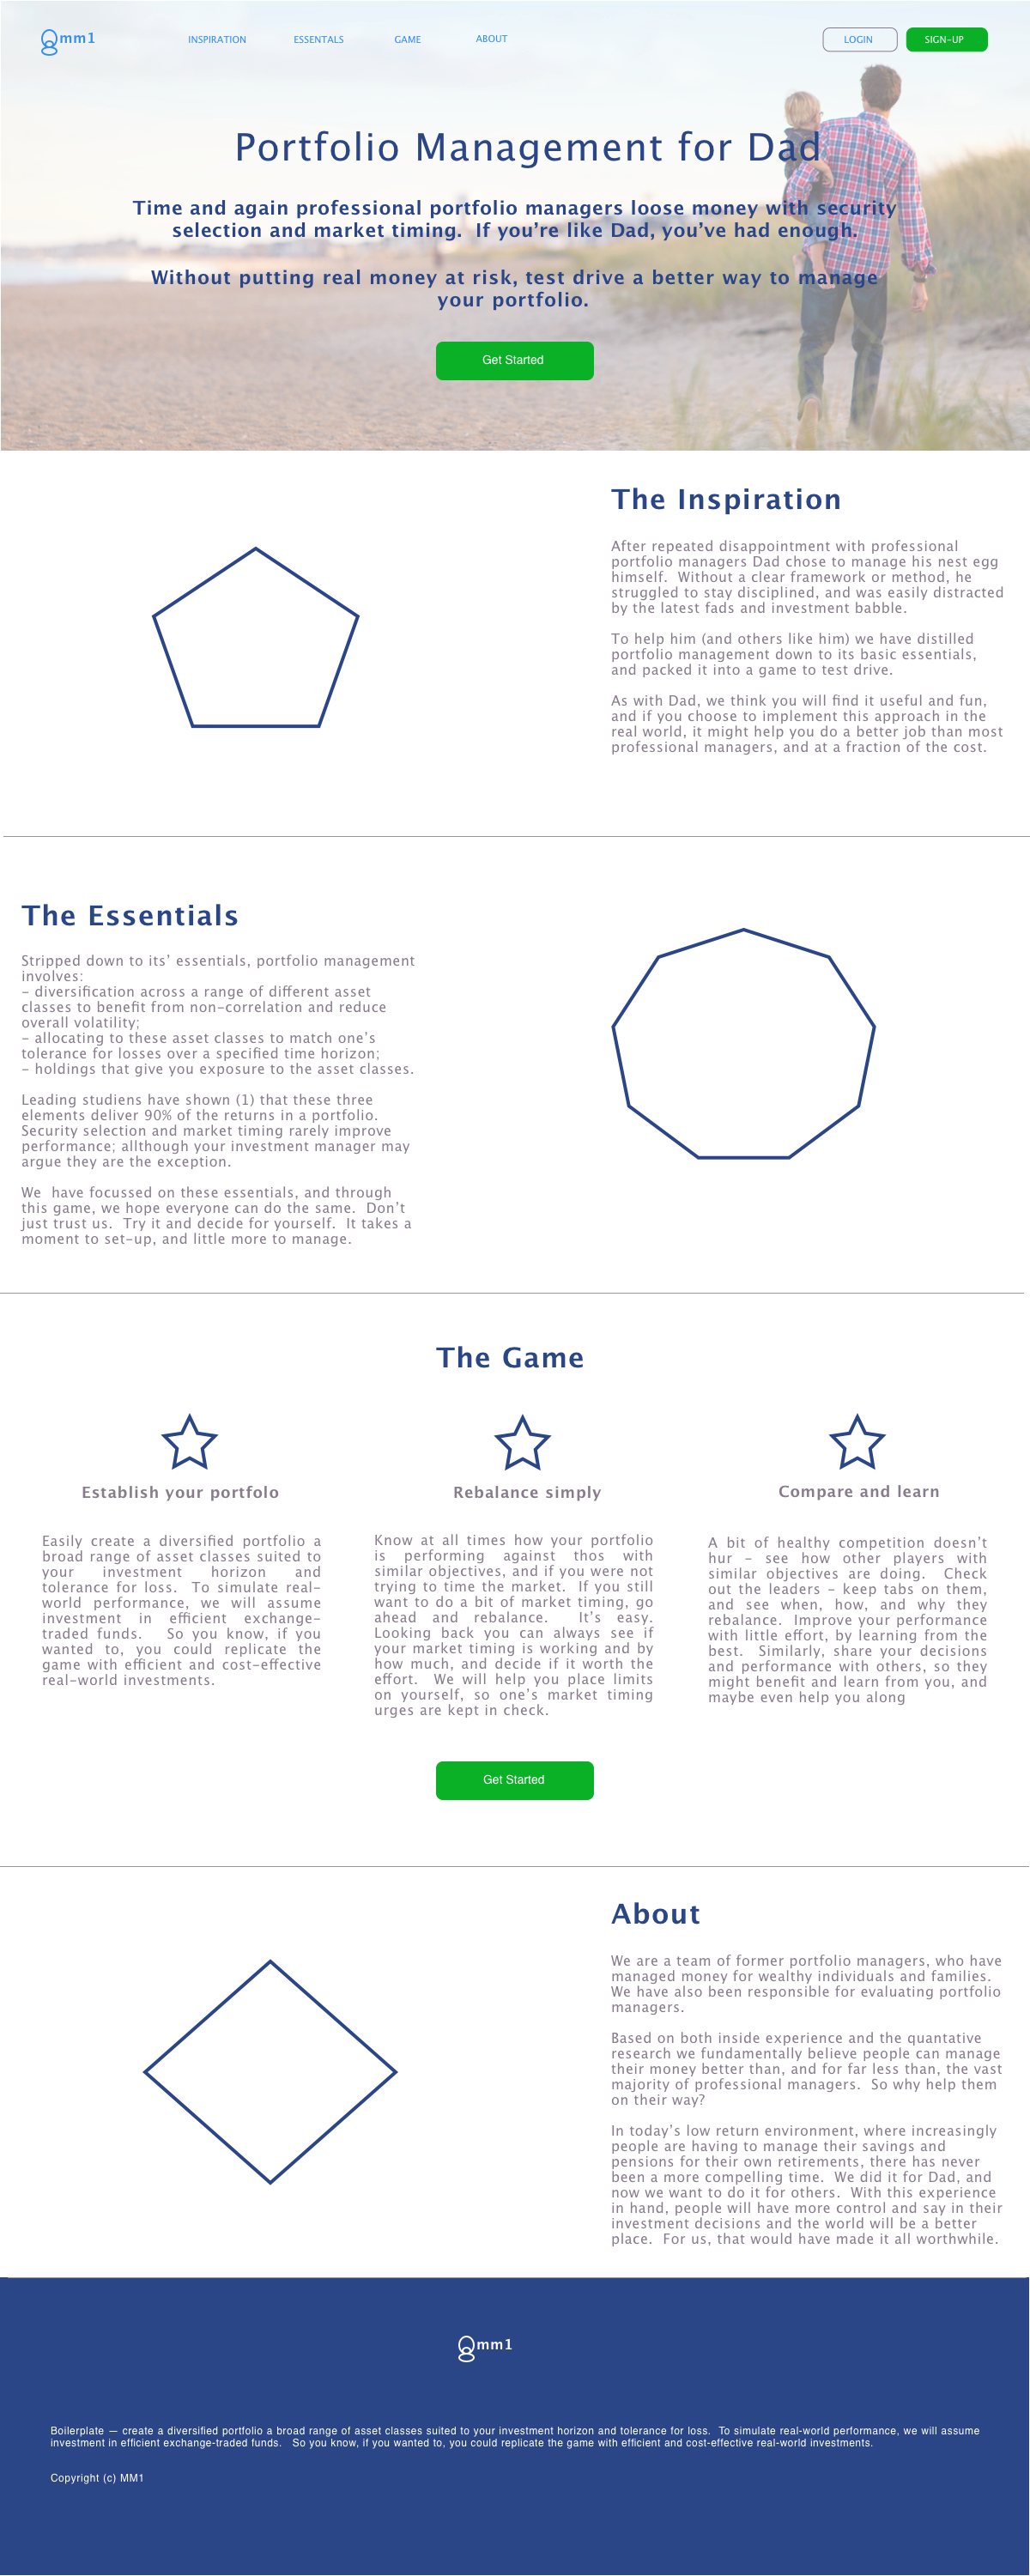 mm1
INSPIRATION
ESSENTALS
GAME
ABOUT
LOGIN
SIGN-UP
Portfolio Management for Dad
Time and again professional portfolio managers loose money with security
selection and market timing.  If you’re like Dad, you’ve had enough.
Without putting real money at risk, test drive a better way to manage
your portfolio.
Get Started
The Inspiration
After repeated disappointment with professional
portfolio managers Dad chose to manage his nest egg
himself.  Without a clear framework or method, he
struggled to stay disciplined, and was easily distracted
by the latest fads and investment babble.
To help him (and others like him) we have distilled
portfolio management down to its basic essentials,
and packed it into a game to test drive.
As with Dad, we think you will find it useful and fun,
and if you choose to implement this approach in the
real world, it might help you do a better job than most
professional managers, and at a fraction of the cost.
The Essentials
Stripped down to its’ essentials, portfolio management
involves:
- diversification across a range of different asset
classes to benefit from non-correlation and reduce
overall volatility;
- allocating to these asset classes to match one’s
tolerance for losses over a specified time horizon;
- holdings that give you exposure to the asset classes.
Leading studiens have shown (1) that these three
elements deliver 90% of the returns in a portfolio.
Security selection and market timing rarely improve
performance; allthough your investment manager may
argue they are the exception.
We  have focussed on these essentials, and through
this game, we hope everyone can do the same.  Don’t
just trust us.  Try it and decide for yourself.  It takes a
moment to set-up, and little more to manage.
The Game
Establish your portfolo
Easily create a diversified portfolio a
broad range of asset classes suited to
your investment horizon and
tolerance for loss.  To simulate real-
world performance, we will assume
investment in efficient exchange-
traded funds.  So you know, if you
wanted to, you could replicate the
game with efficient and cost-effective
real-world investments.
Rebalance simply
Know at all times how your portfolio
is performing against thos with
similar objectives, and if you were not
trying to time the market.  If you still
want to do a bit of market timing, go
ahead and rebalance.  It’s easy.
Looking back you can always see if
your market timing is working and by
how much, and decide if it worth the
effort.  We will help you place limits
on yourself, so one’s market timing
urges are kept in check.
Compare and learn
A bit of healthy competition doesn’t
hur - see how other players with
similar objectives are doing.  Check
out the leaders - keep tabs on them,
and see when, how, and why they
rebalance.  Improve your performance
with little effort, by learning from the
best.  Similarly, share your decisions
and performance with others, so they
might benefit and learn from you, and
maybe even help you along
Get Started
About
We are a team of former portfolio managers, who have
managed money for wealthy individuals and families.
We have also been responsible for evaluating portfolio
managers.
Based on both inside experience and the quantative
research we fundamentally believe people can manage
their money better than, and for far less than, the vast
majority of professional managers.  So why help them
on their way?
In today’s low return environment, where increasingly
people are having to manage their savings and
pensions for their own retirements, there has never
been a more compelling time.  We did it for Dad, and
now we want to do it for others.  With this experience
in hand, people will have more control and say in their
investment decisions and the world will be a better
place.  For us, that would have made it all worthwhile.
mm1
Boilerplate — create a diversified portfolio a broad range of asset classes suited to your investment horizon and tolerance for loss.  To simulate real-world performance, we will assume
investment in efficient exchange-traded funds.   So you know, if you wanted to, you could replicate the game with efficient and cost-effective real-world investments.
Copyright (c) MM1